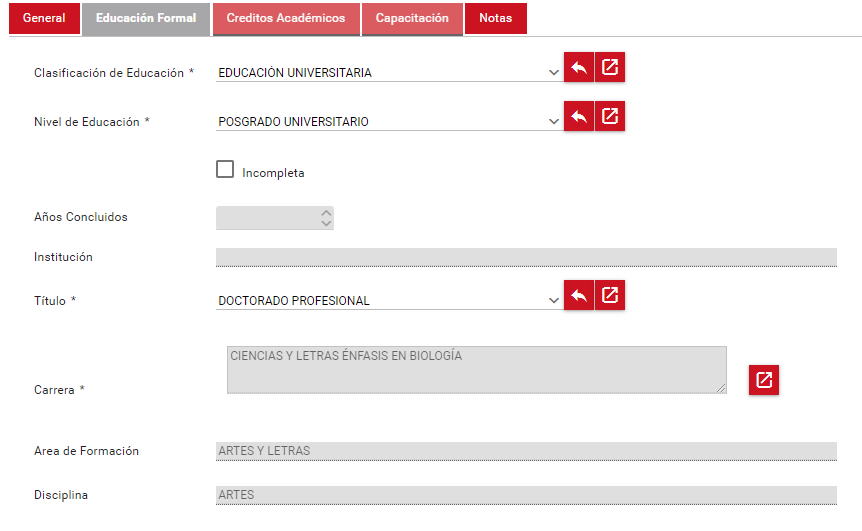 General Educación Formal Creditos Académicos Capacitación Notas
Clasificación de Educación * EDUCACIÓN UNIVERSITARIA
Nivel de Educación * POSGRADO UNIVERSITARIO
Incompleta
Años Concluidos
Institución
Título * DOCTORADO PROFESIONAL
CIENCIAS Y LETRAS ÉNFASIS EN BIOLOGÍA
Carrera *
Area de Formación ARTES Y LETRAS
Disciplina ARTES